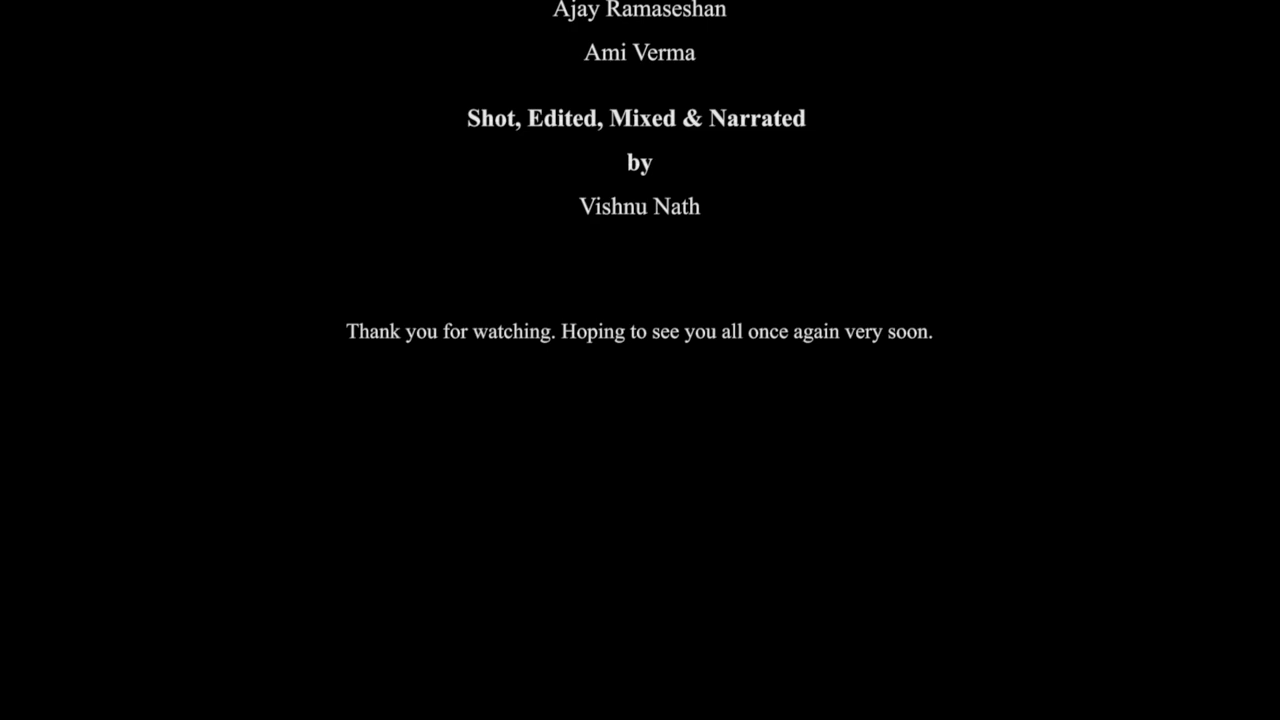 Ajay Ramaseshan
Ami Verma
Shot, Edited, Mixed & Narrated
by
Vishnu Nath
Thank you for watching. Hoping to see you all once again very soon.